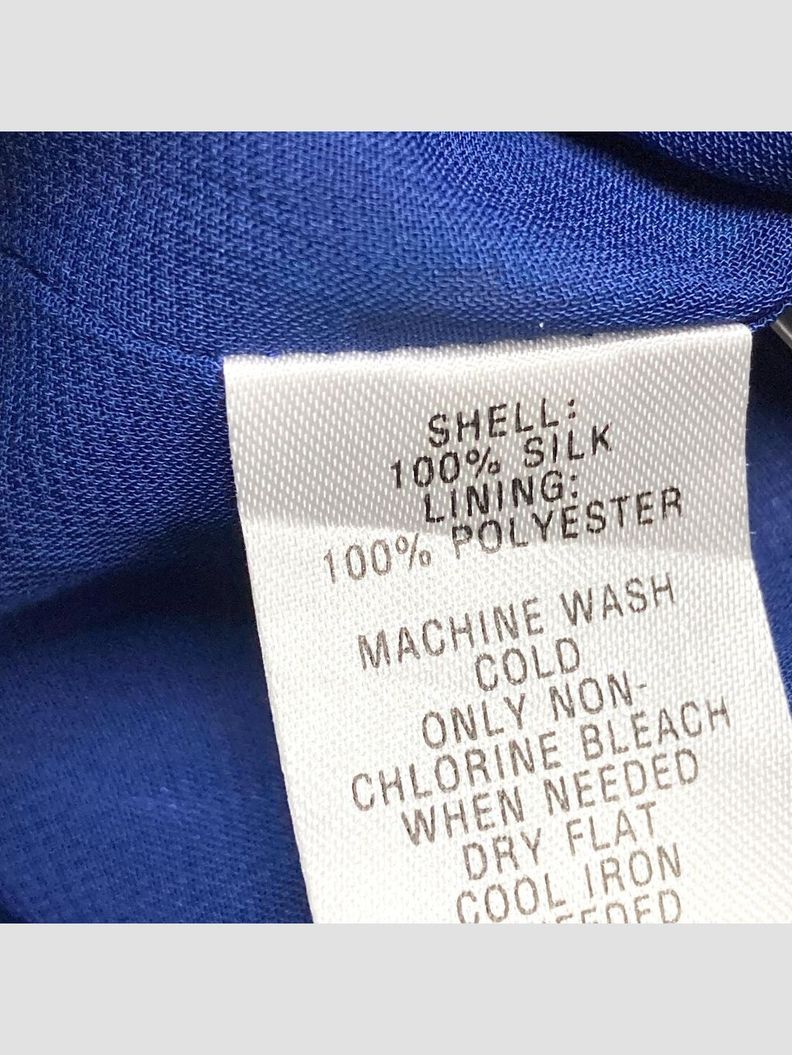 SHELL:
100% SILK
LINING:
100% POLYESTER
MACHINE WASH
COLD
ONLY NON-
CHLORINE BLEACH
WHEN NEEDED
DRY FLAT
COOL IRON